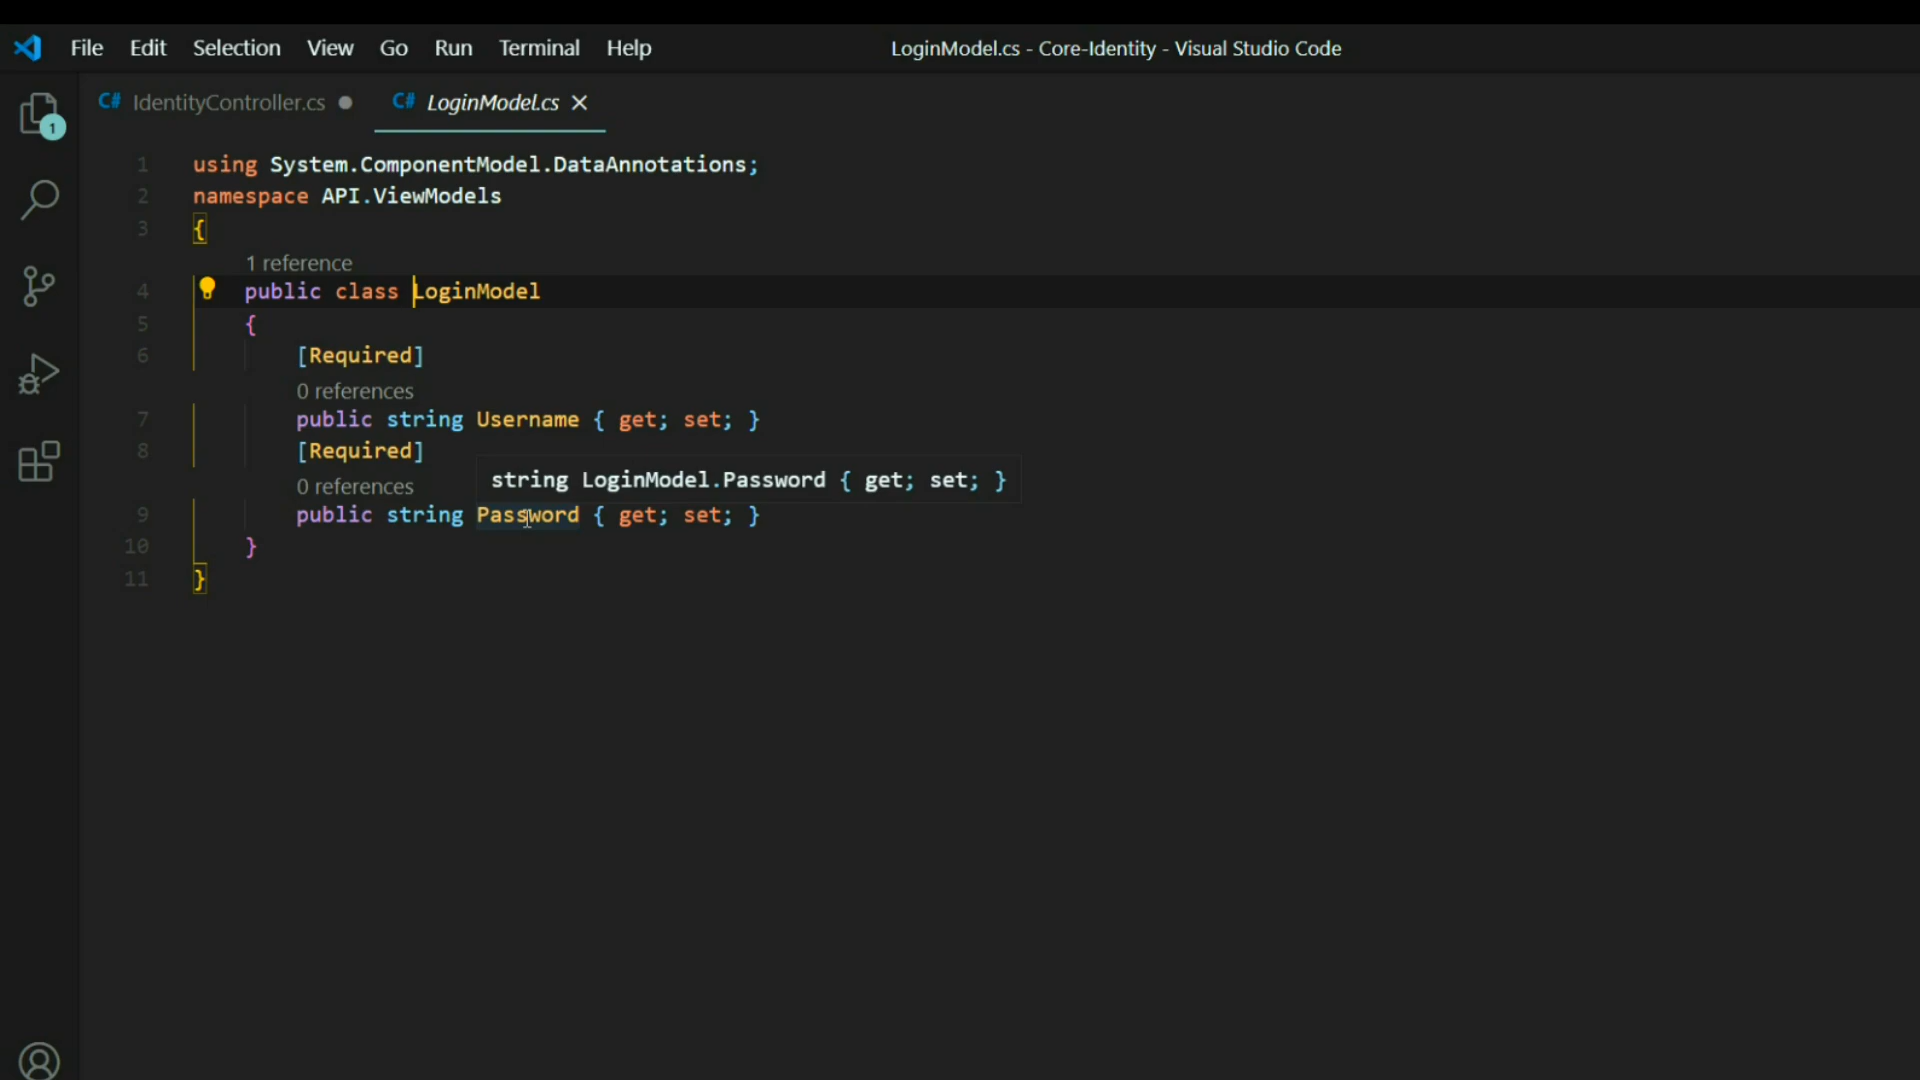 File Edit Selection View Go Run Terminal Help LoginModel.cs - Core-Identity - Visual Studio Code
C# IdentityController.cs C# LoginModel.cs
1
1 using System.ComponentModel.DataAnnotations;
2 namespace API.ViewModels
3 {
1 reference
4 public class LoginModel
5 {
6 [Required]
0 references
7 public string Username { get; set; }
8 [Required]
string LoginModel.Password { get; set; }
0 references
9 public string Password { get; set; }
10 }
11 }